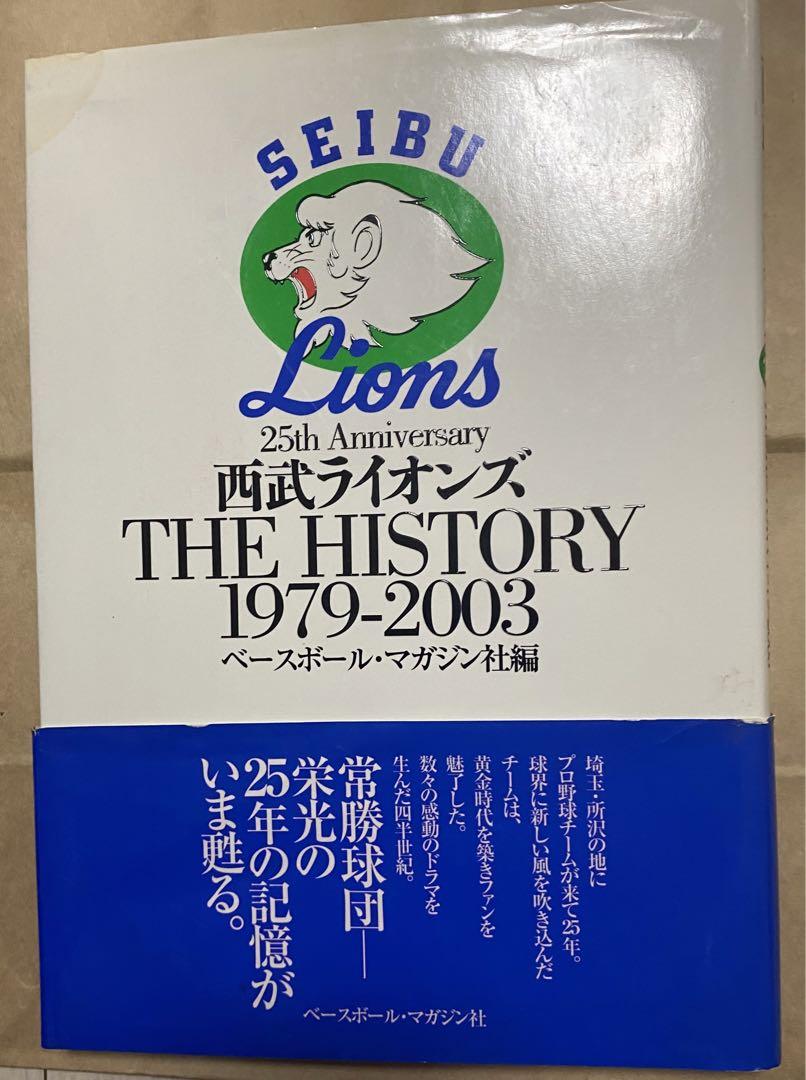 SEIBU
Lions
25th Anniversary
西武ライオンズ
THE HISTORY
1979-2003
ベースボール・マガジン社編
埼玉・所沢の地に
プロ野球チームが来て25年。
球界に新しい風を吹き込んだ
チームは、
黄金時代を築きファンを
魅了した。
数々の感動のドラマを
生んだ四半世紀。
常勝球団―
栄光の
25年の記憶が
いま甦る。
ベースボール・マガジン社